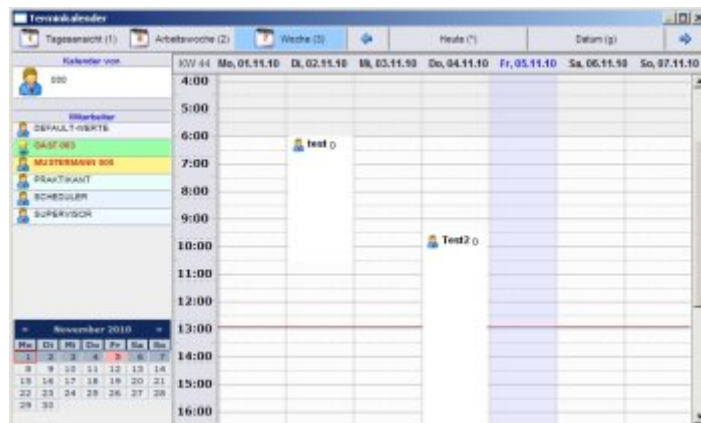 Terminkalender
Tagesansicht (1) Arbeitswoche (2) Woche (3) Heute (*) Datum (g)
Kalender von
000
KW 44 Mo, 01.11.10 Di, 02.11.10 Mi, 03.11.10 Do, 04.11.10 Fr, 05.11.10 Sa, 06.11.10 So, 07.11.10
Mitarbeiter
DEFAULT-WERTE
GAST 003
MUSTERMANN 000
PRAKTIKANT
SCHEDULER
SUPERVISOR
4:00
5:00
6:00
test
7:00
8:00
9:00
10:00
Test2
11:00
12:00
13:00
14:00
15:00
16:00
November 2010
Mo Di Mi Do Fr Sa So
1 2 3 4 5 6 7
8 9 10 11 12 13 14
15 16 17 18 19 20 21
22 23 24 25 26 27 28
29 30